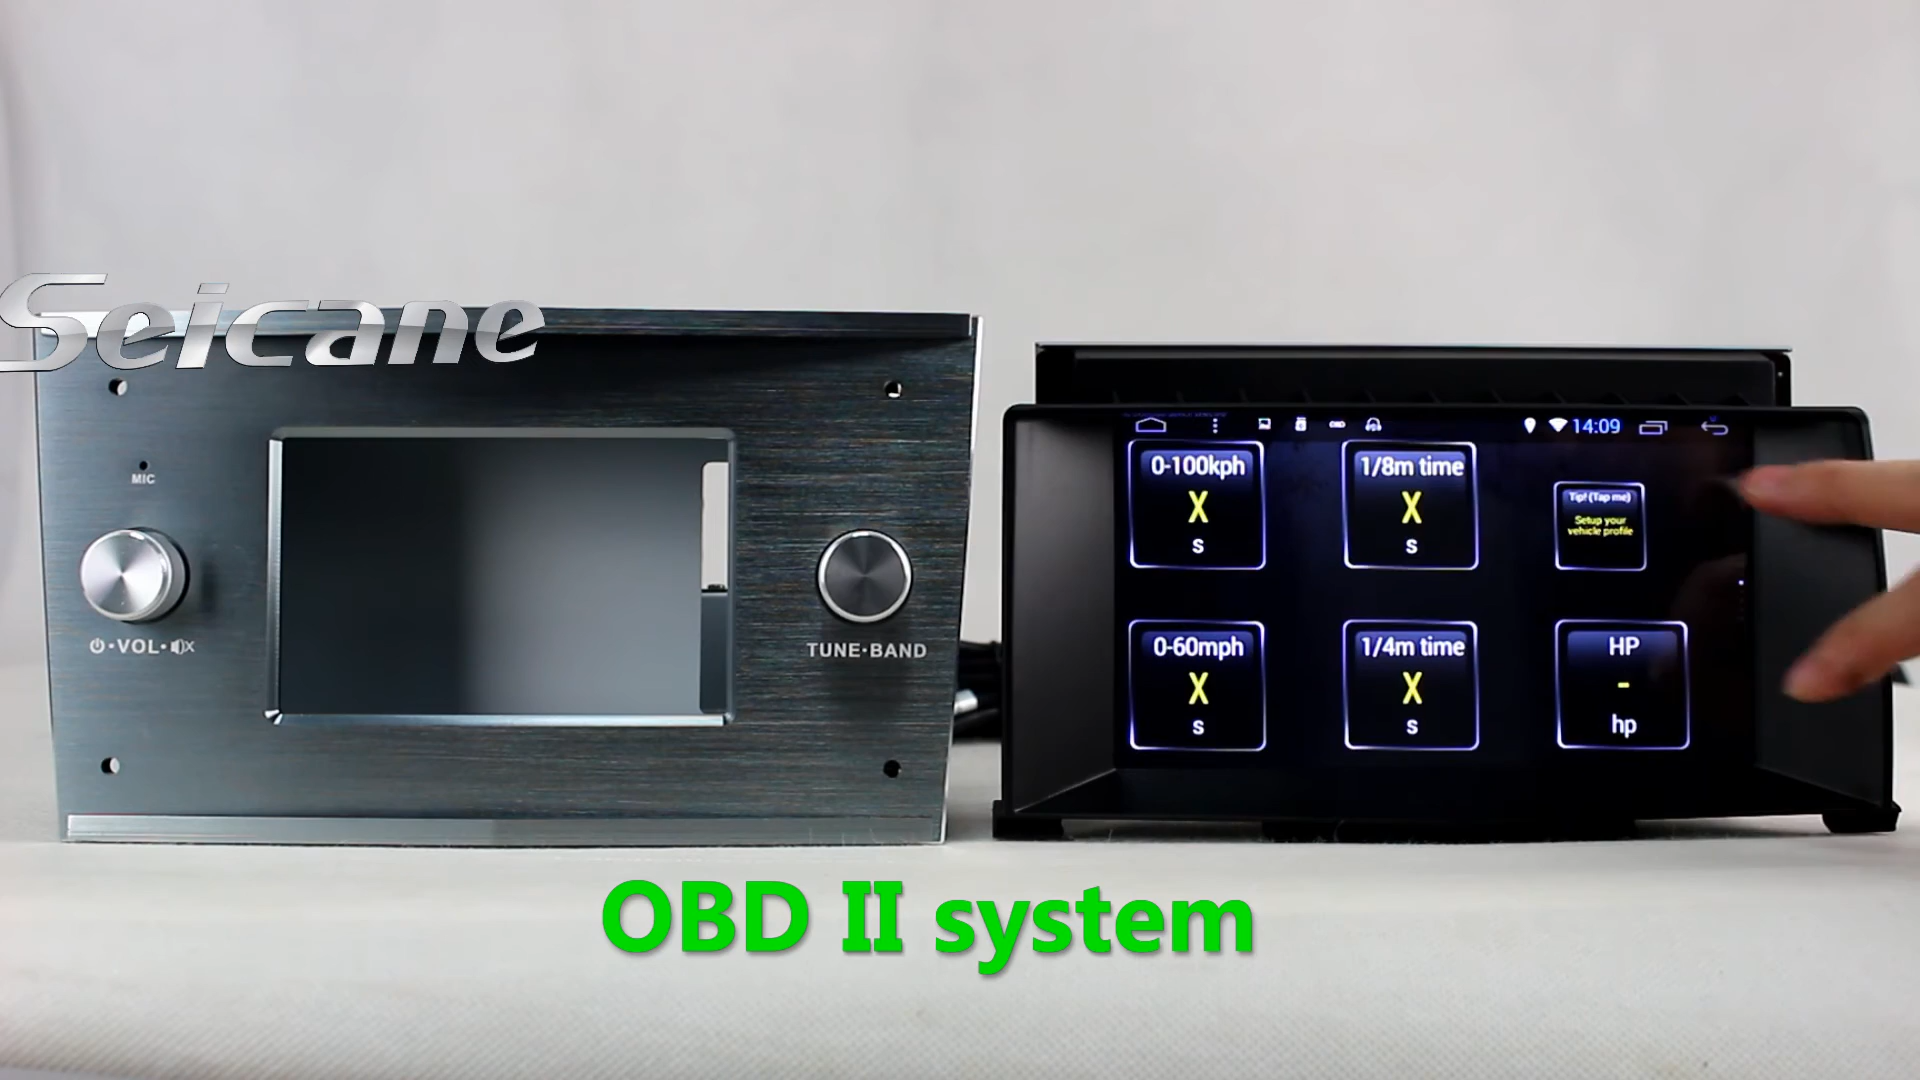 Seicane
MIC
VOL
TUNE·BAND
14:09
0-100kph
X
s
1/8m time
X
s
Tip! (Tap me)
Setup your
vehicle profile
0-60mph
X
s
1/4m time
X
s
HP
-
hp
OBD II system